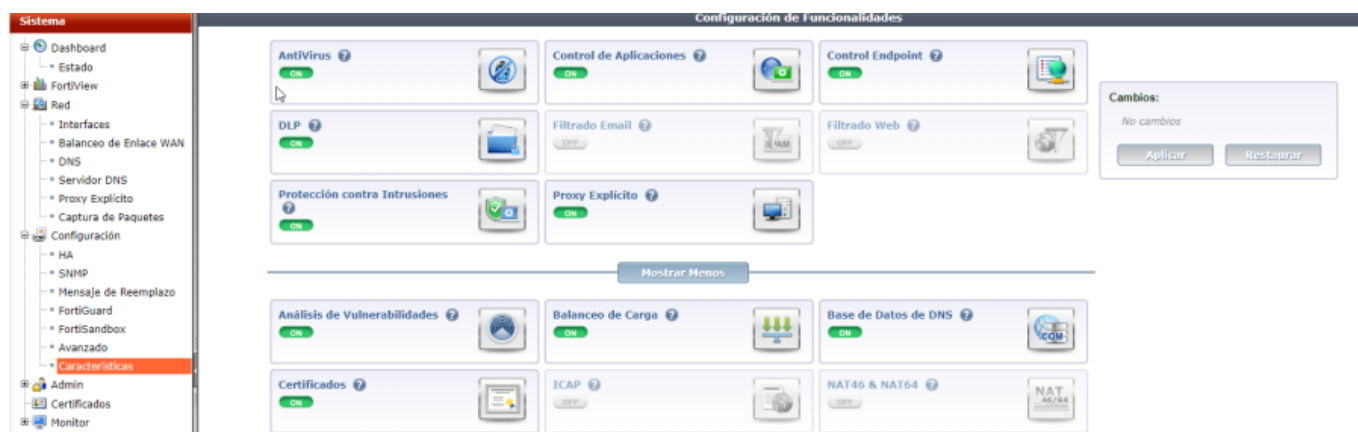 Sistema
Configuración de Funcionalidades
Dashboard
Estado
FortiView
Red
Interfaces
Balanceo de Enlace WAN
DNS
Servidor DNS
Proxy Explícito
Captura de Paquetes
Configuración
HA
SNMP
Mensaje de Reemplazo
FortiGuard
FortiSandbox
Avanzado
Características
Admin
Certificados
Monitor
AntiVirus
ON
Control de Aplicaciones
ON
Control Endpoint
ON
DLP
ON
Filtrado Email
OFF
Filtrado Web
OFF
Protección contra Intrusiones
ON
Proxy Explícito
ON
Mostrar Menos
Análisis de Vulnerabilidades
ON
Balanceo de Carga
ON
Base de Datos de DNS
ON
COM
Certificados
ON
ICAP
OFF
NAT46 & NAT64
OFF
NAT
46/64
Cambios:
No cambios
Aplicar
Restaurar